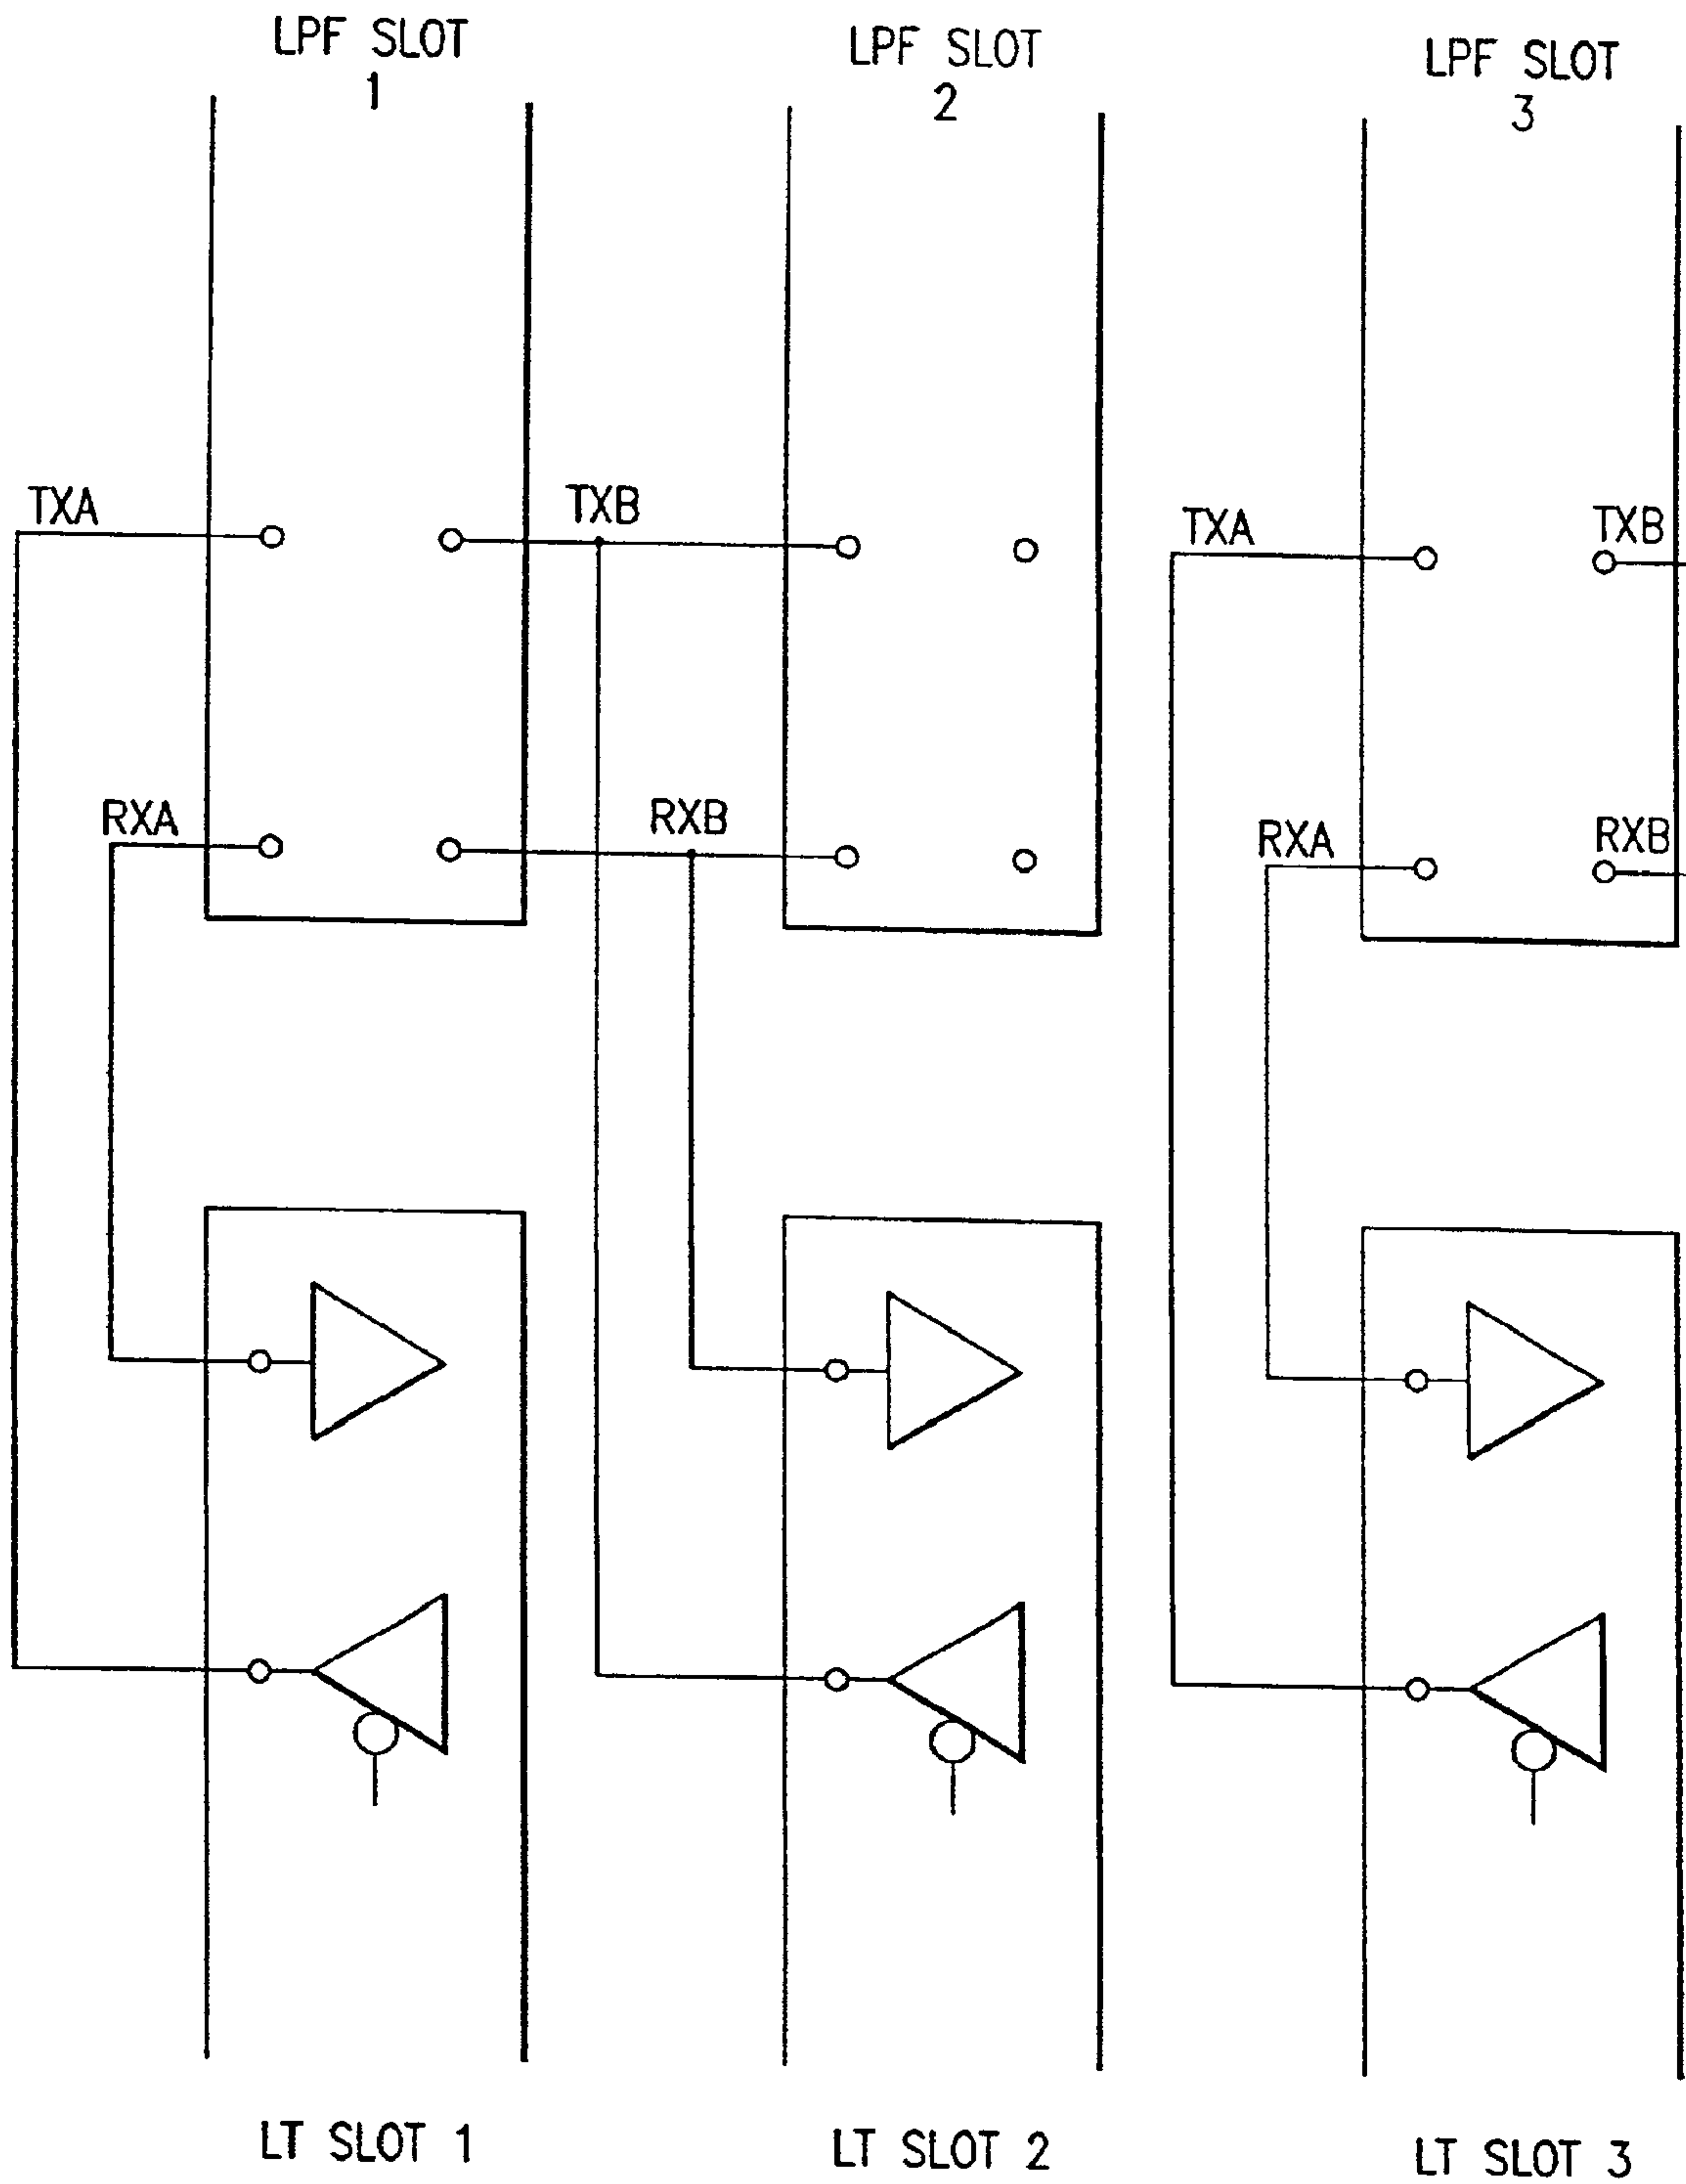 LPF SLOT
1
LPF SLOT
2
LPF SLOT
3
TXA
TXB
TXA
TXB
RXA
RXB
RXA
RXB
LT SLOT 1
LT SLOT 2
LT SLOT 3